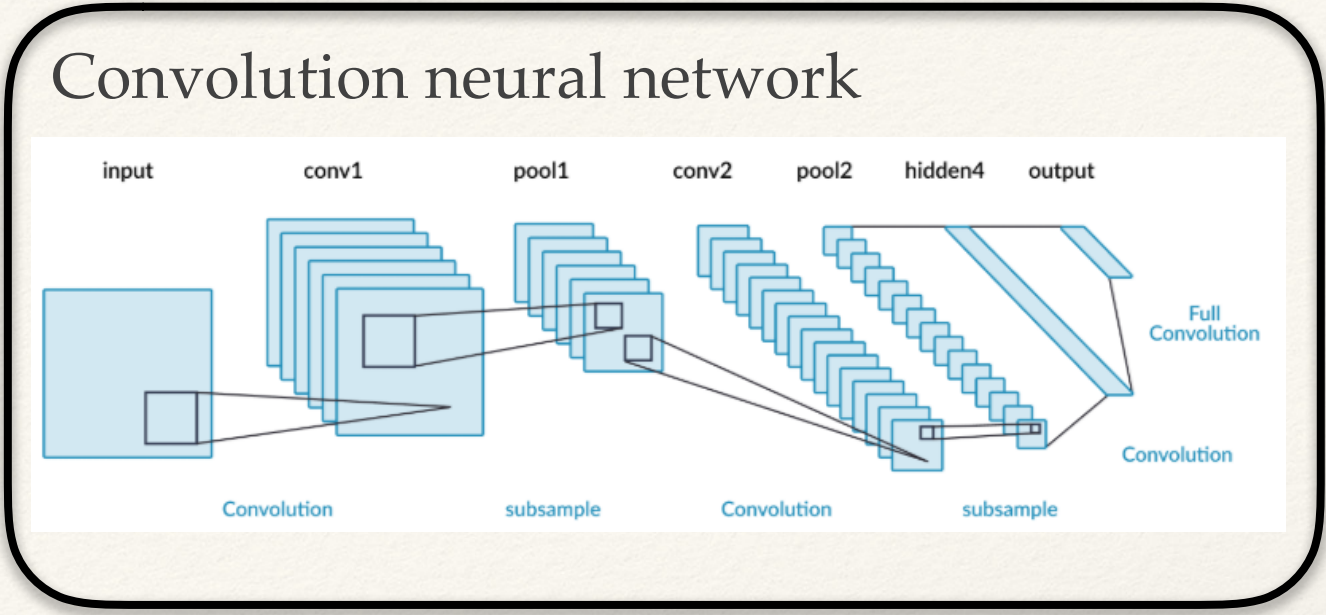 Convolution neural network
input conv1 pool1 conv2 pool2 hidden4 output
Full
Convolution
Convolution
Convolution subsample Convolution subsample